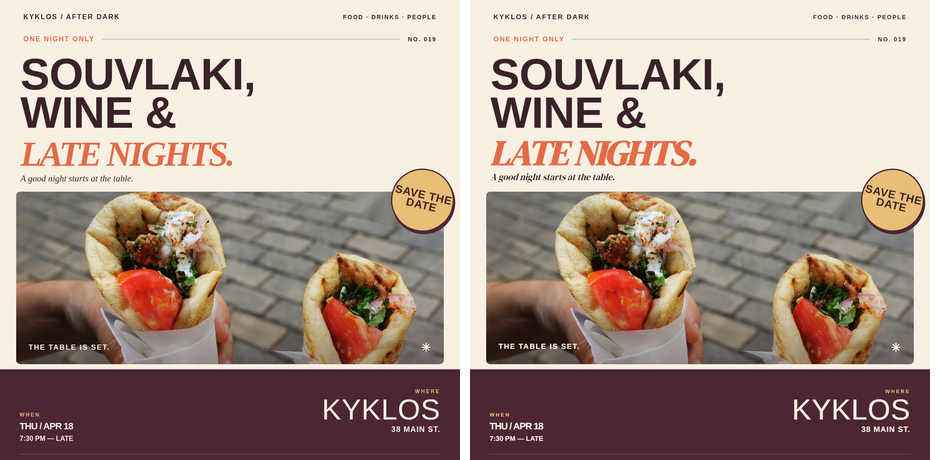 KYKLOS / AFTER DARK
FOOD · DRINKS · PEOPLE
ONE NIGHT ONLY
NO. 019
SOUVLAKI,
WINE &
LATE NIGHTS.
A good night starts at the table.
SAVE THE
DATE
THE TABLE IS SET.
WHEN
THU / APR 18
7:30 PM — LATE
WHERE
KYKLOS
38 MAIN ST.
KYKLOS / AFTER DARK
FOOD · DRINKS · PEOPLE
ONE NIGHT ONLY
NO. 019
SOUVLAKI,
WINE &
LATE NIGHTS.
A good night starts at the table.
SAVE THE
DATE
THE TABLE IS SET.
WHEN
THU / APR 18
7:30 PM — LATE
WHERE
KYKLOS
38 MAIN ST.